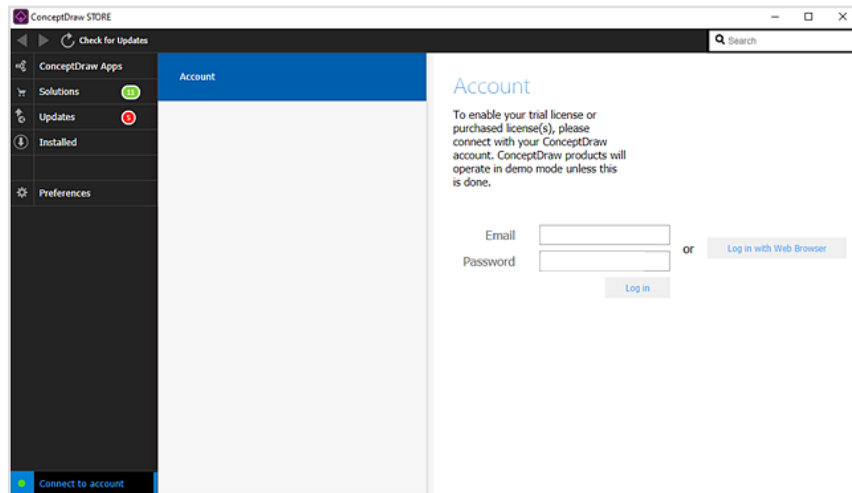 ConceptDraw STORE
Check for Updates
Search
ConceptDraw Apps
Solutions
11
Updates
5
Installed
Preferences
Connect to account
Account
Account
To enable your trial license or
purchased license(s), please
connect with your ConceptDraw
account. ConceptDraw products will
operate in demo mode unless this
is done.
Email
Password
or
Log in with Web Browser
Log in